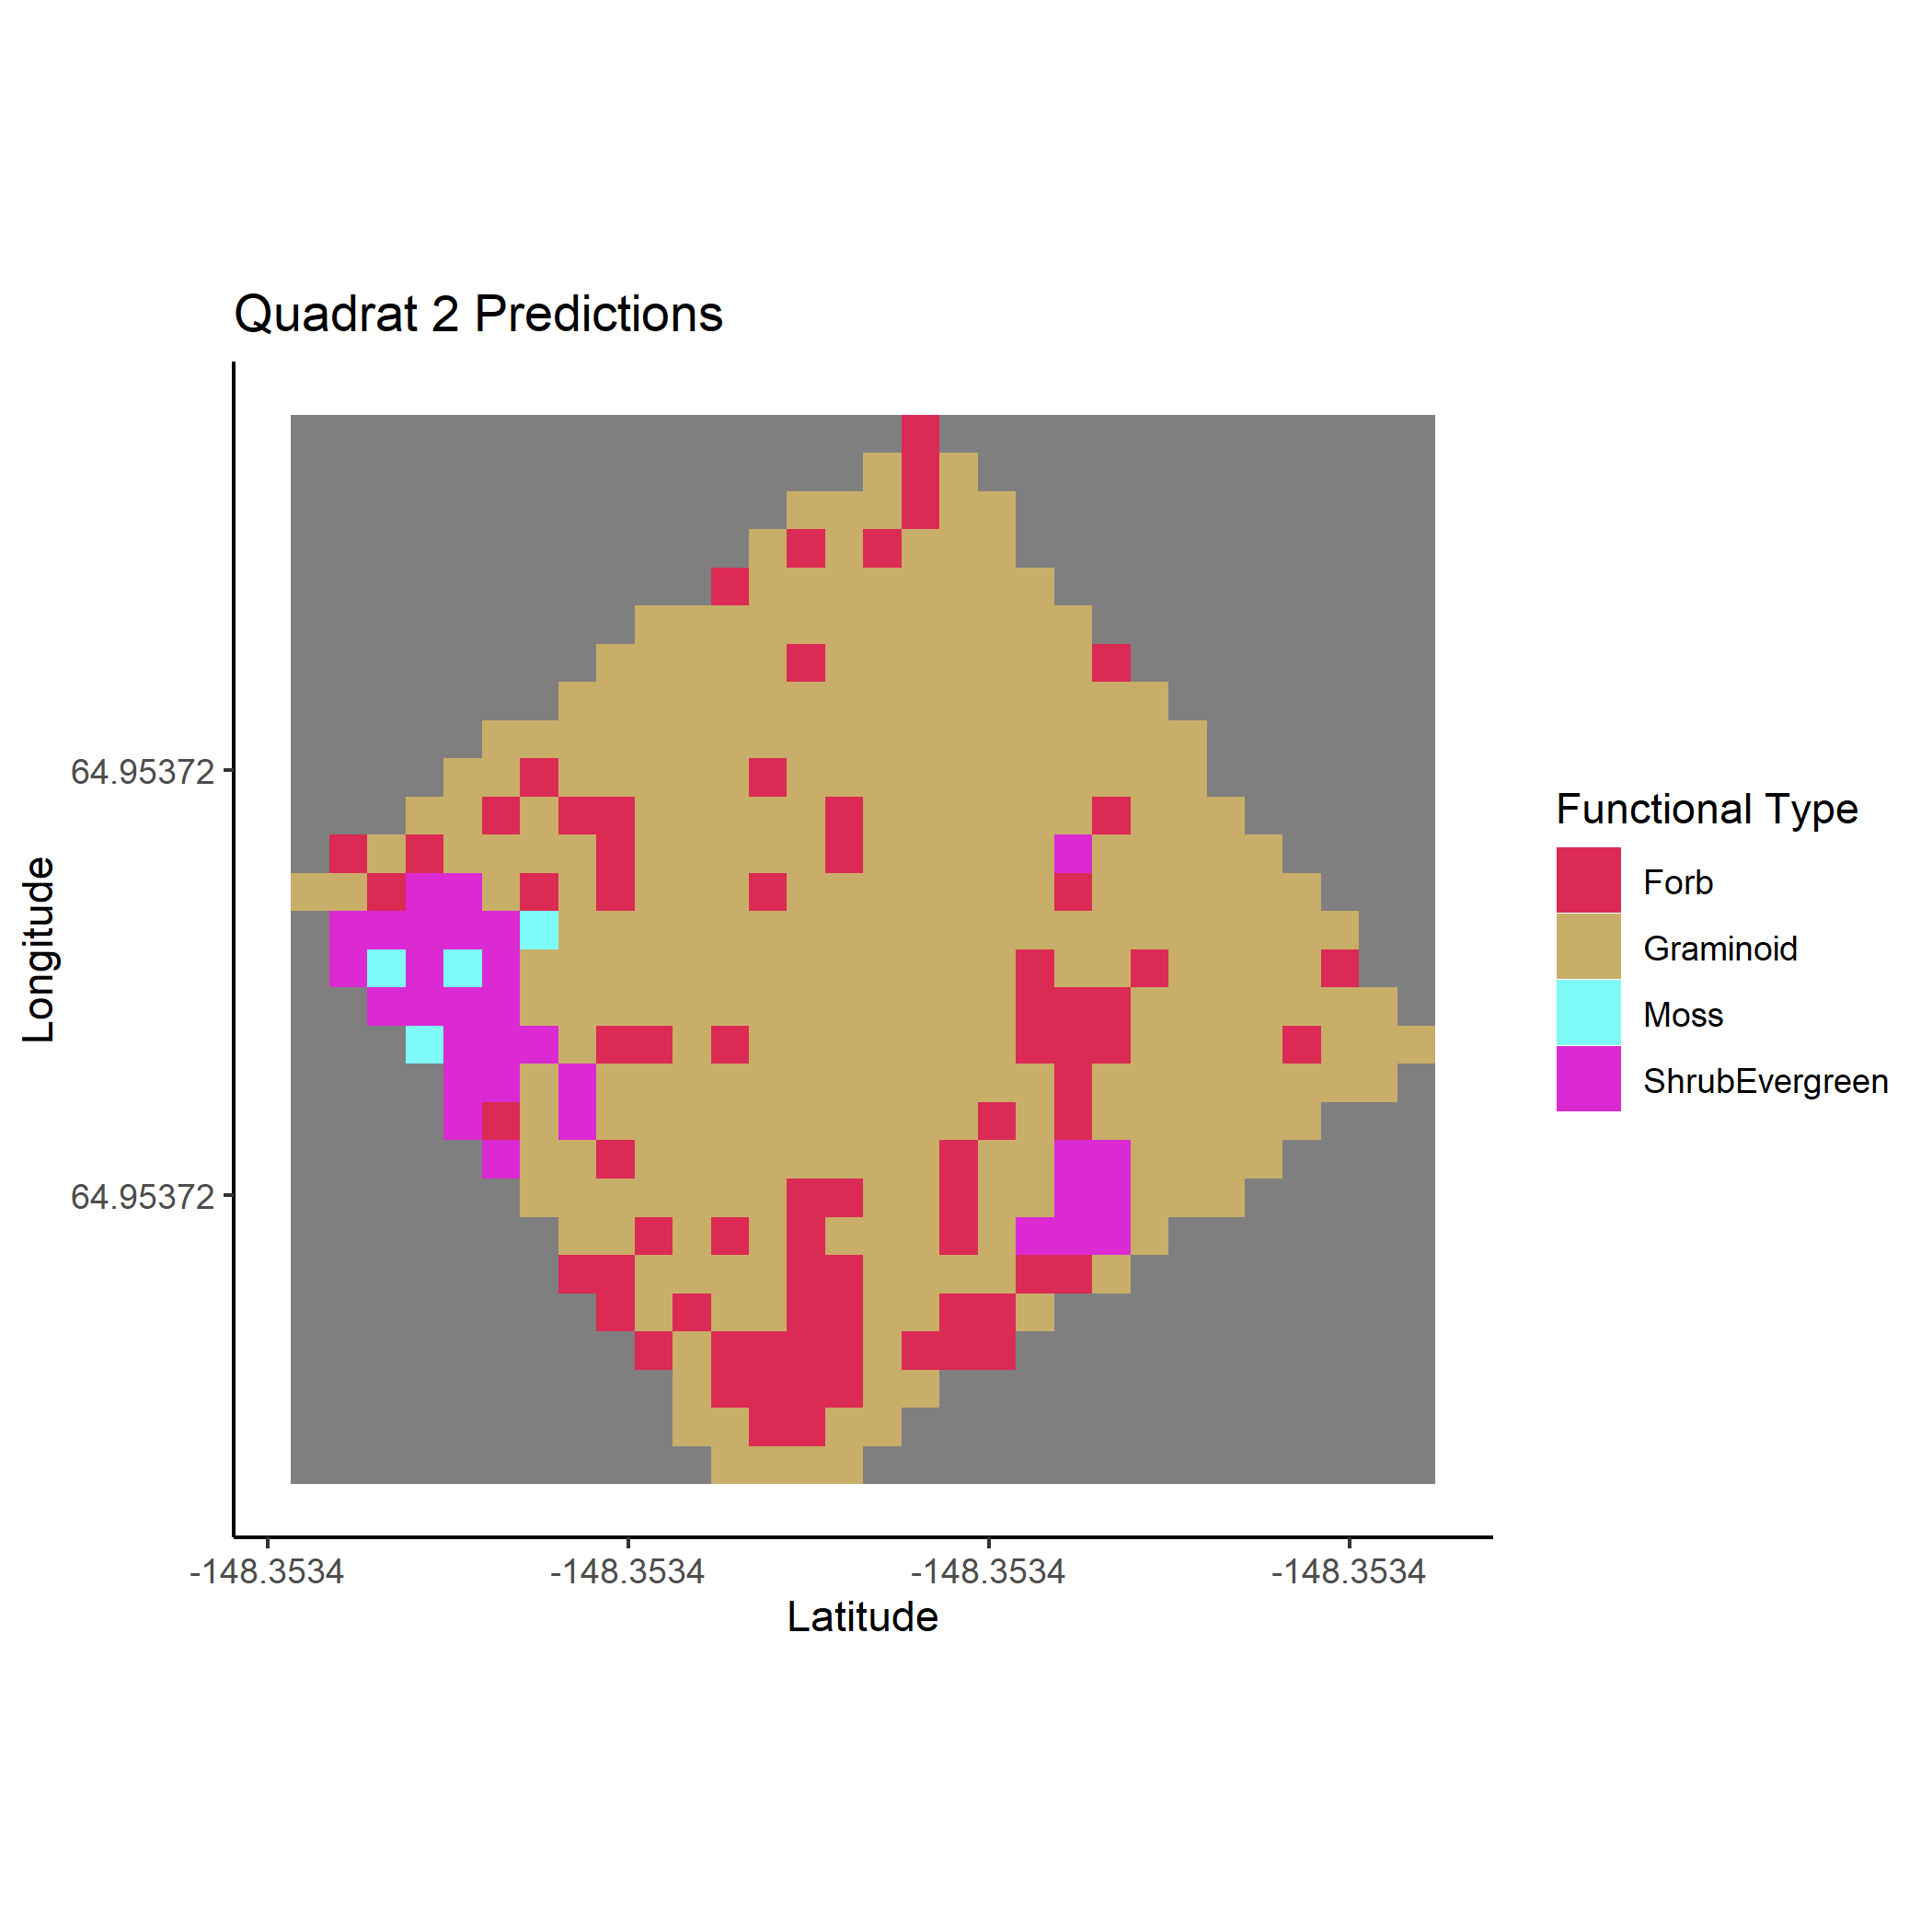 Quadrat 2 Predictions
64.95372
64.95372
Longitude
-148.3534
-148.3534
-148.3534
-148.3534
Latitude
Functional Type
Forb
Graminoid
Moss
ShrubEvergreen